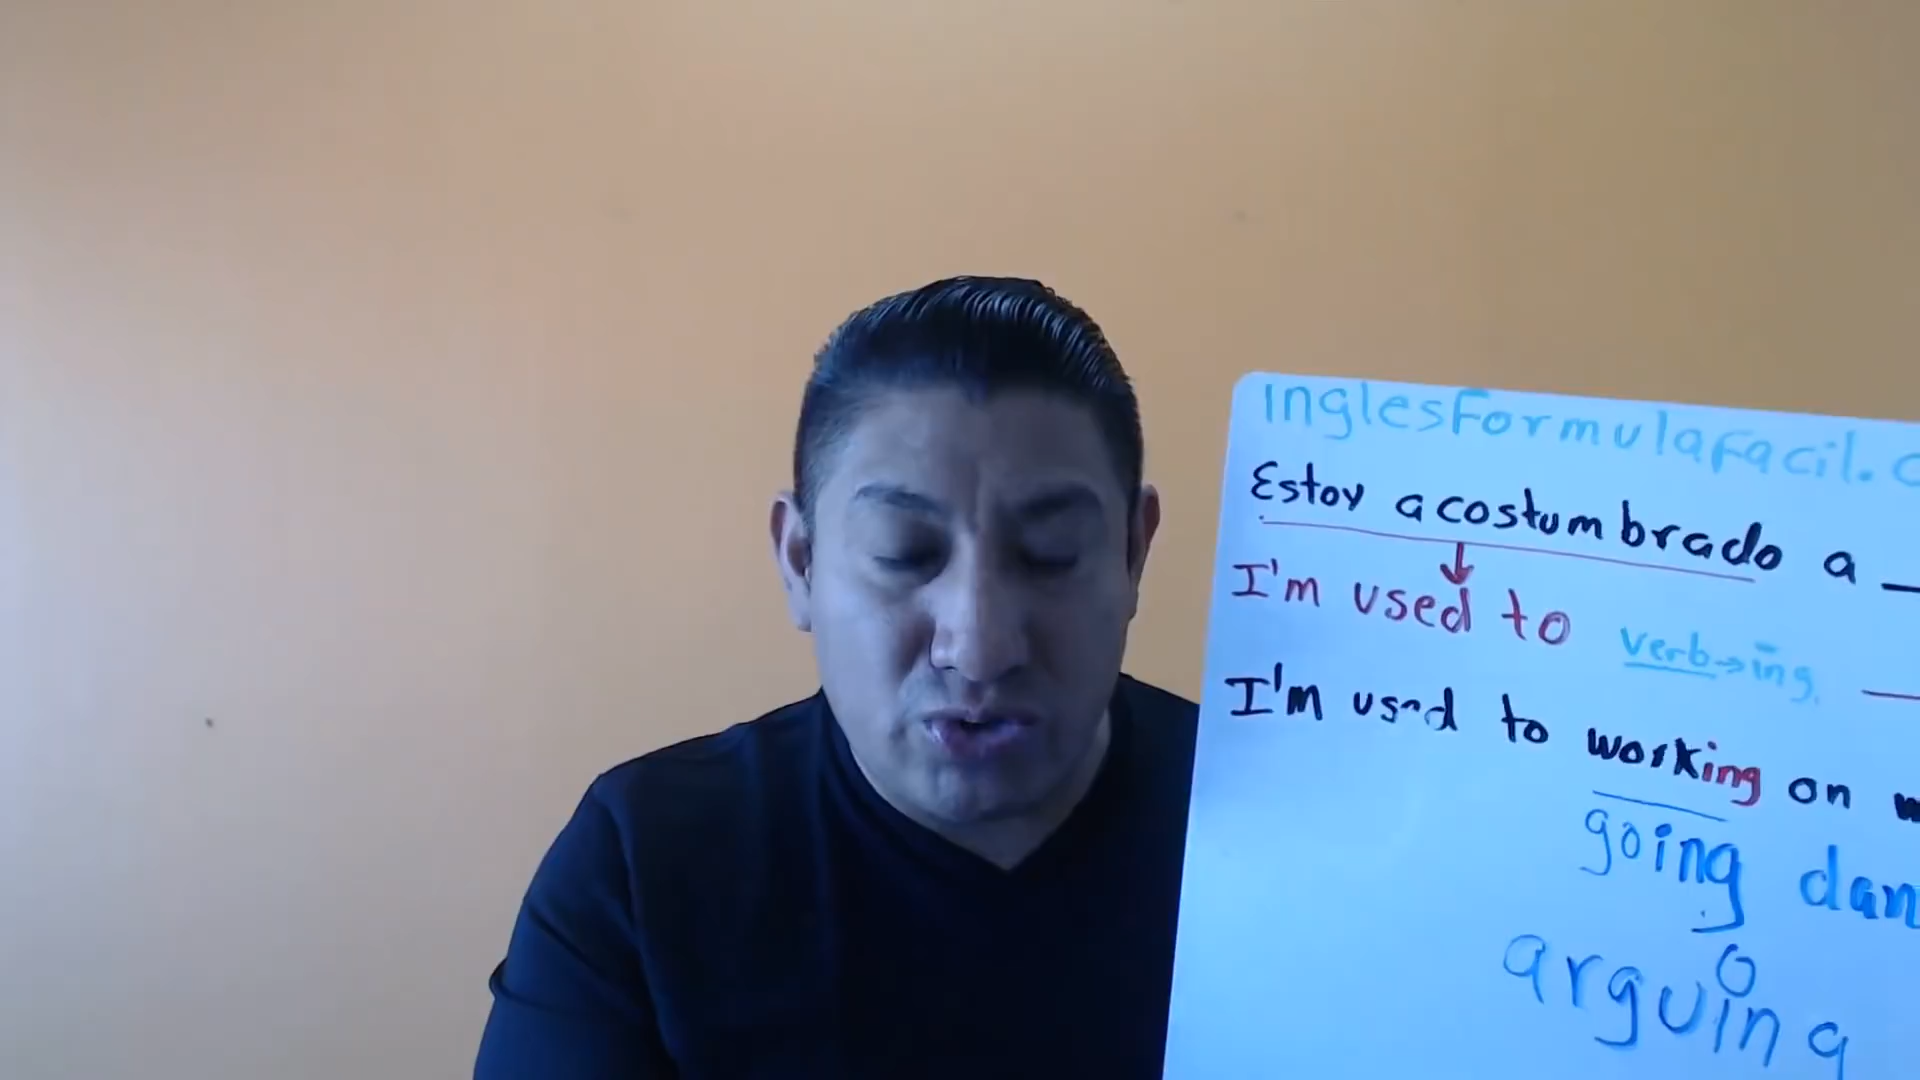 inglesFormulaFacil.c
Estoy acostumbrado a
I'm used to verb→ing.
I'm used to working on
going dan
arguing